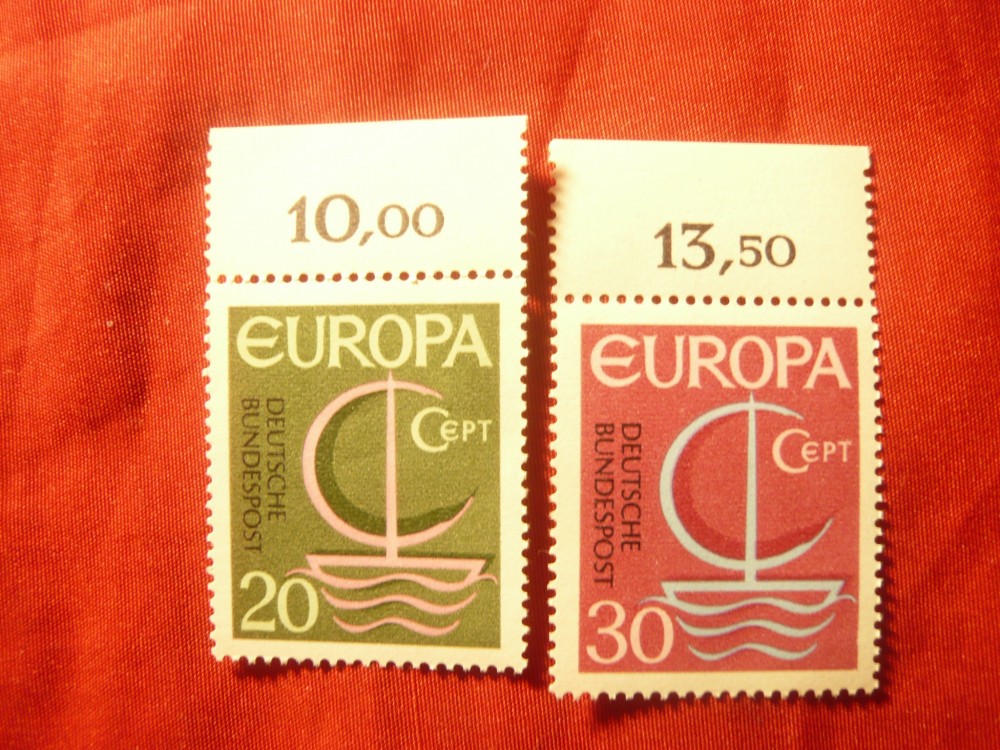 10,00
EUROPA
CEPT
DEUTSCHE
BUNDESPOST
20
13,50
EUROPA
CEPT
DEUTSCHE
BUNDESPOST
30